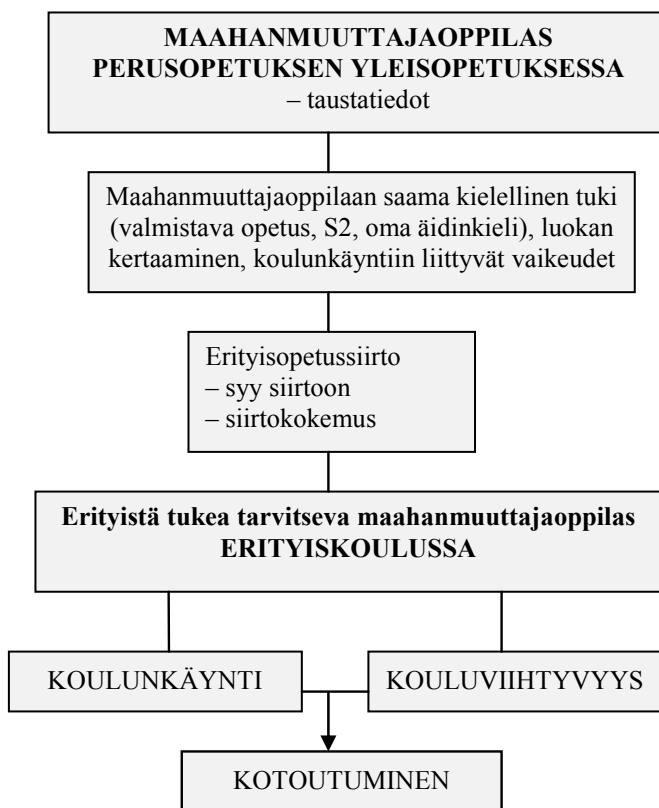 MAAHANMUUTTAJAOPPILAS
PERUSOPETUKSEN YLEISOPETUKSESSA
– taustatiedot
Maahanmuuttajaoppilaan saama kielellinen tuki
(valmistava opetus, S2, oma äidinkieli), luokan
kertaaminen, koulunkäyntiin liittyvät vaikeudet
Erityisopetussiirto
– syy siirtoon
– siirtokokemus
Erityistä tukea tarvitseva maahanmuuttajaoppilas
ERITYISKOULUSSA
KOULUNKÄYNTI
KOULUVIIHTYVYYS
KOTOUTUMINEN